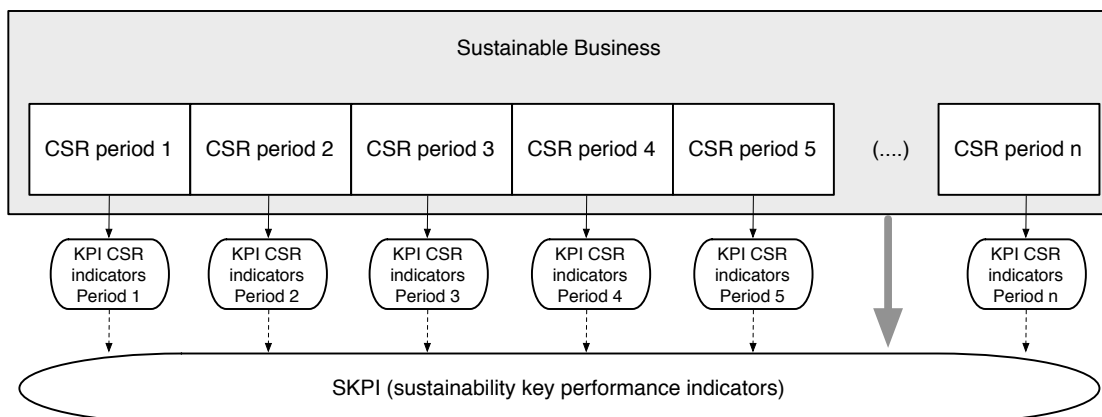 Sustainable Business
CSR period 1
CSR period 2
CSR period 3
CSR period 4
CSR period 5
(....)
CSR period n
KPI CSR
indicators
Period 1
KPI CSR
indicators
Period 2
KPI CSR
indicators
Period 3
KPI CSR
indicators
Period 4
KPI CSR
indicators
Period 5
KPI CSR
indicators
Period n
SKPI (sustainability key performance indicators)